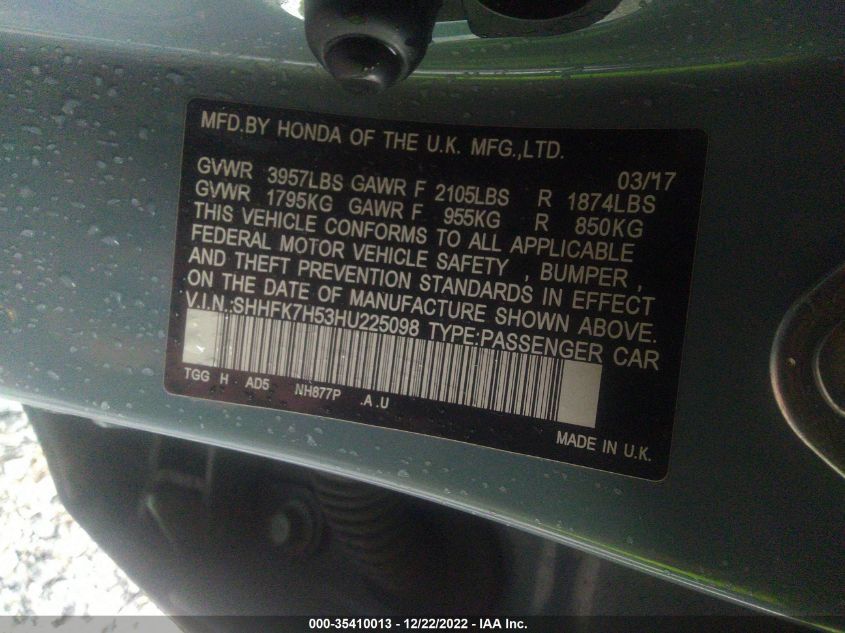 MFD.BY HONDA OF THE U.K. MFG.,LTD.
03/'17
GVWR 3957LBS GAWR F 2105LBS R 1874LBS
GVWR 1795KG GAWR F 955KG R 850KG
THIS VEHICLE CONFORMS TO ALL APPLICABLE
FEDERAL MOTOR VEHICLE SAFETY , BUMPER ,
AND THEFT PREVENTION STANDARDS IN EFFECT
ON THE DATE OF MANUFACTURE SHOWN ABOVE.
V.I.N.:SHHFK7H53HU225098 TYPE:PASSENGER CAR
TGG H AD5 NH877P .A.U
MADE IN U.K.
000-35410013 - 12/22/2022 - IAA Inc.